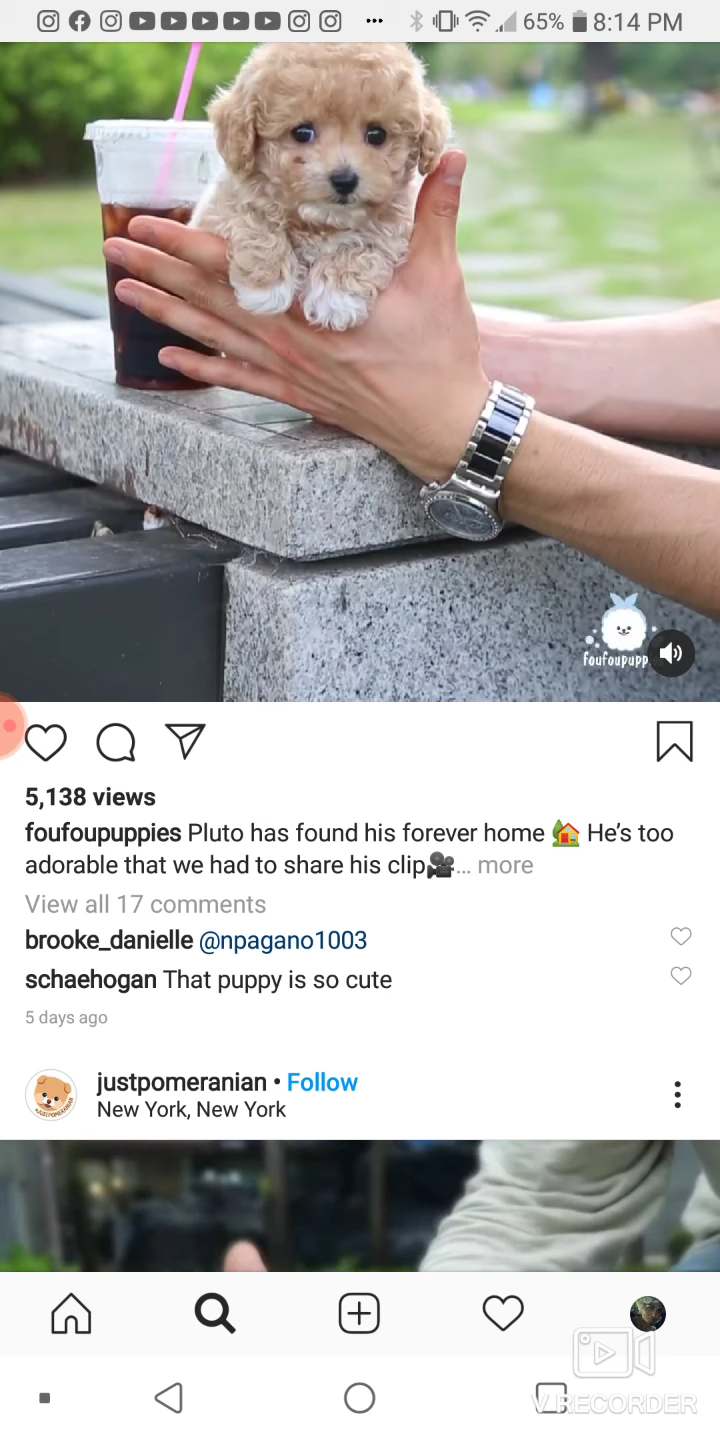 65% 8:14 PM
foufoupupp
5,138 views
foufoupuppies Pluto has found his forever home 🏡 He's too
adorable that we had to share his clip🎥... more
View all 17 comments
brooke_danielle @npagano1003
schaehogan That puppy is so cute
5 days ago
justpomeranian • Follow
New York, New York
V RECORDER